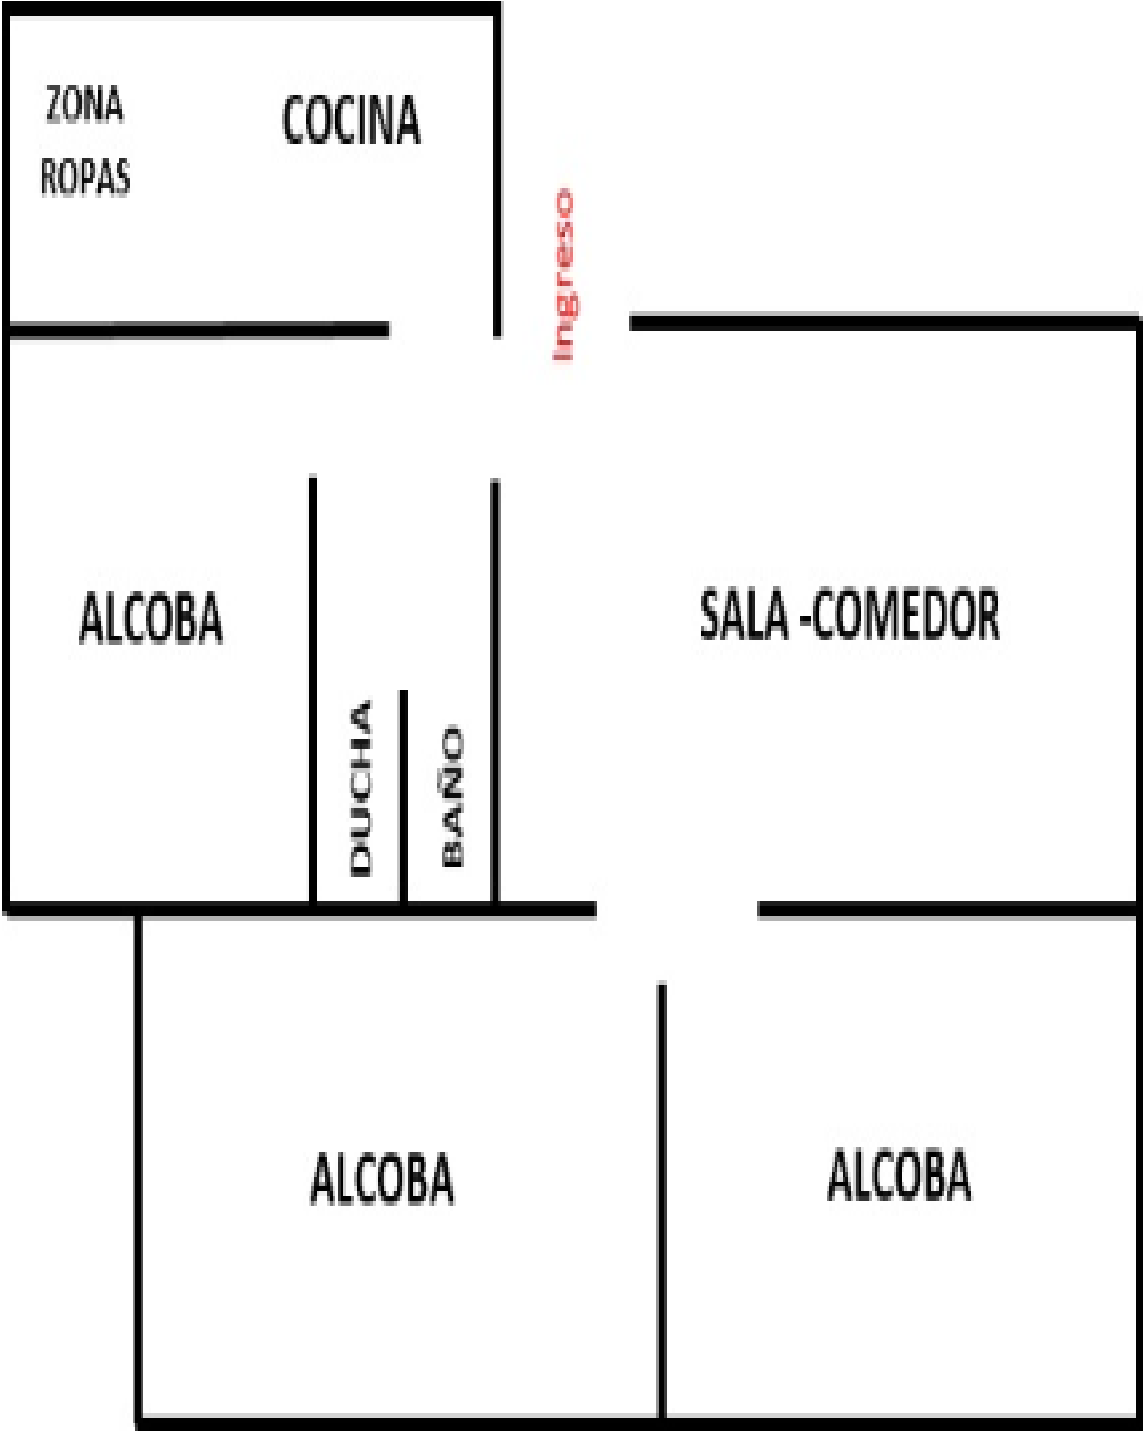 ZONA
ROPAS
COCINA
Ingreso
ALCOBA
DUCHA
BAÑO
SALA -COMEDOR
ALCOBA
ALCOBA